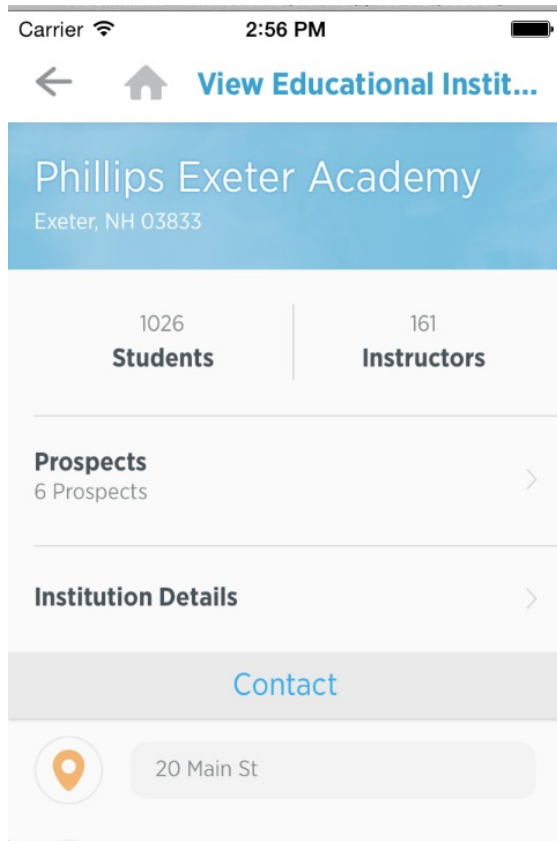 Carrier 2:56 PM
View Educational Instit...
Phillips Exeter Academy
Exeter, NH 03833
1026 161
Students Instructors
Prospects
6 Prospects
Institution Details
Contact
20 Main St